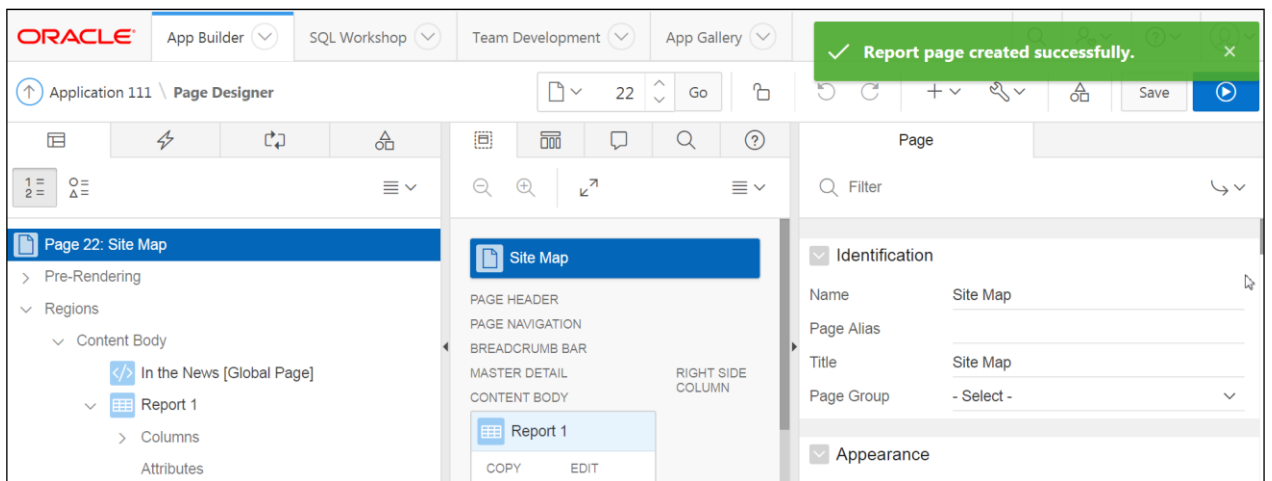 ORACLE App Builder SQL Workshop Team Development App Gallery
Report page created successfully.
Application 111 \ Page Designer 22 Go Save
Page
1 =
2 =
Filter
Page 22: Site Map
Site Map
Pre-Rendering
Regions
Content Body
In the News [Global Page]
Report 1
Columns
Attributes
PAGE HEADER
PAGE NAVIGATION
BREADCRUMB BAR
MASTER DETAIL
RIGHT SIDE
COLUMN
CONTENT BODY
Report 1
COPY EDIT
Identification
Name Site Map
Page Alias
Title Site Map
Page Group - Select -
Appearance